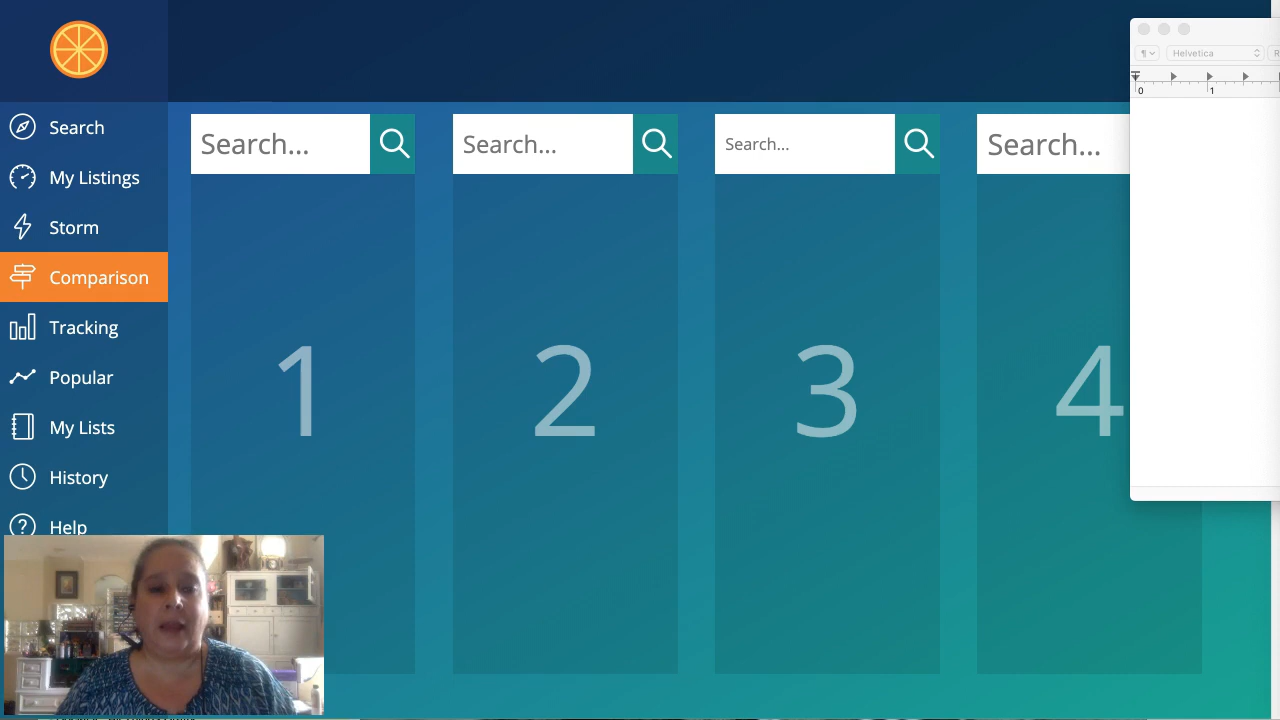 Search
My Listings
Storm
Comparison
Tracking
Popular
My Lists
History
Help
Search...
Search...
Search...
Search...
1
2
3
4
Helvetica
R
0
1